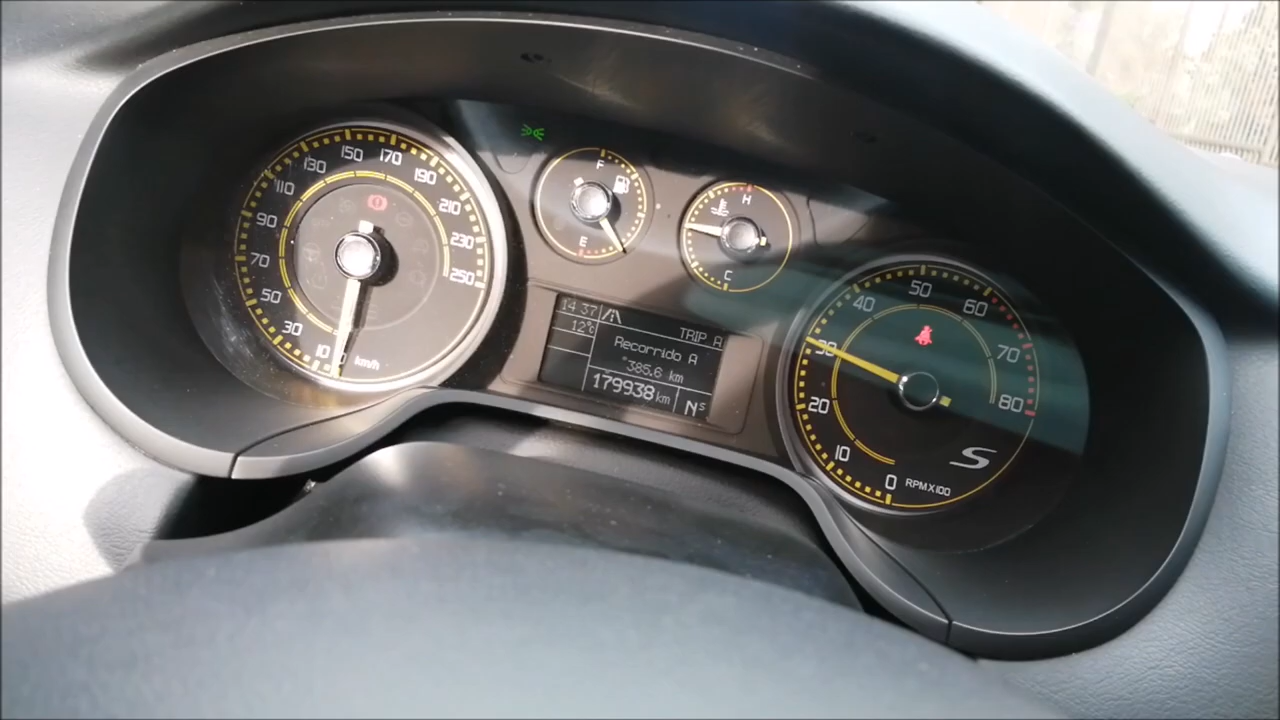 10
30
50
70
90
110
130
150
170
190
210
230
250
km/h
F
E
H
C
14 37
12°c
TRIP A
Recorrido A
385.6 km
179938 km
N S
0
10
20
30
40
50
60
70
80
RPMX100
S